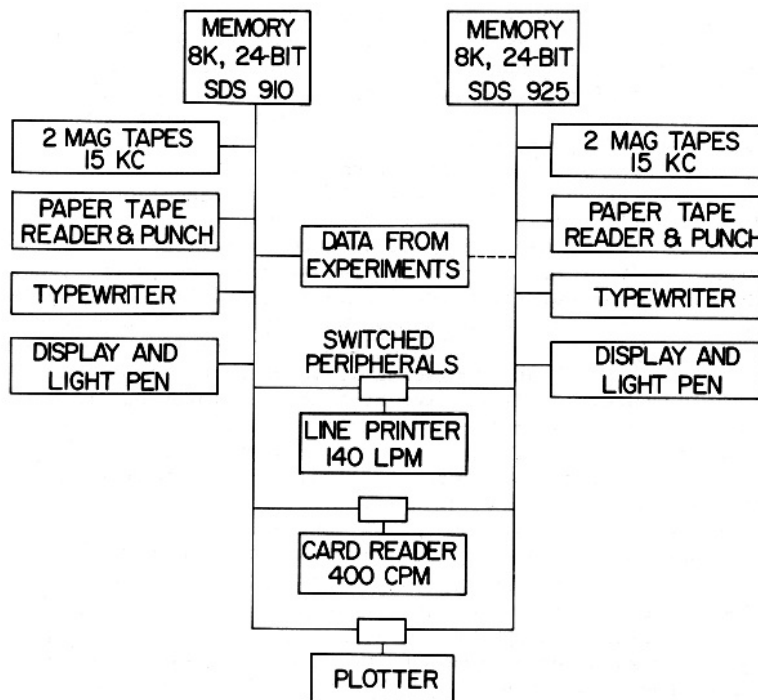 MEMORY
8K, 24-BIT
SDS 910
MEMORY
8K, 24-BIT
SDS 925
2 MAG TAPES
15 KC
2 MAG TAPES
15 KC
PAPER TAPE
READER & PUNCH
DATA FROM
EXPERIMENTS
PAPER TAPE
READER & PUNCH
TYPEWRITER
TYPEWRITER
SWITCHED
PERIPHERALS
DISPLAY AND
LIGHT PEN
DISPLAY AND
LIGHT PEN
LINE PRINTER
140 LPM
CARD READER
400 CPM
PLOTTER